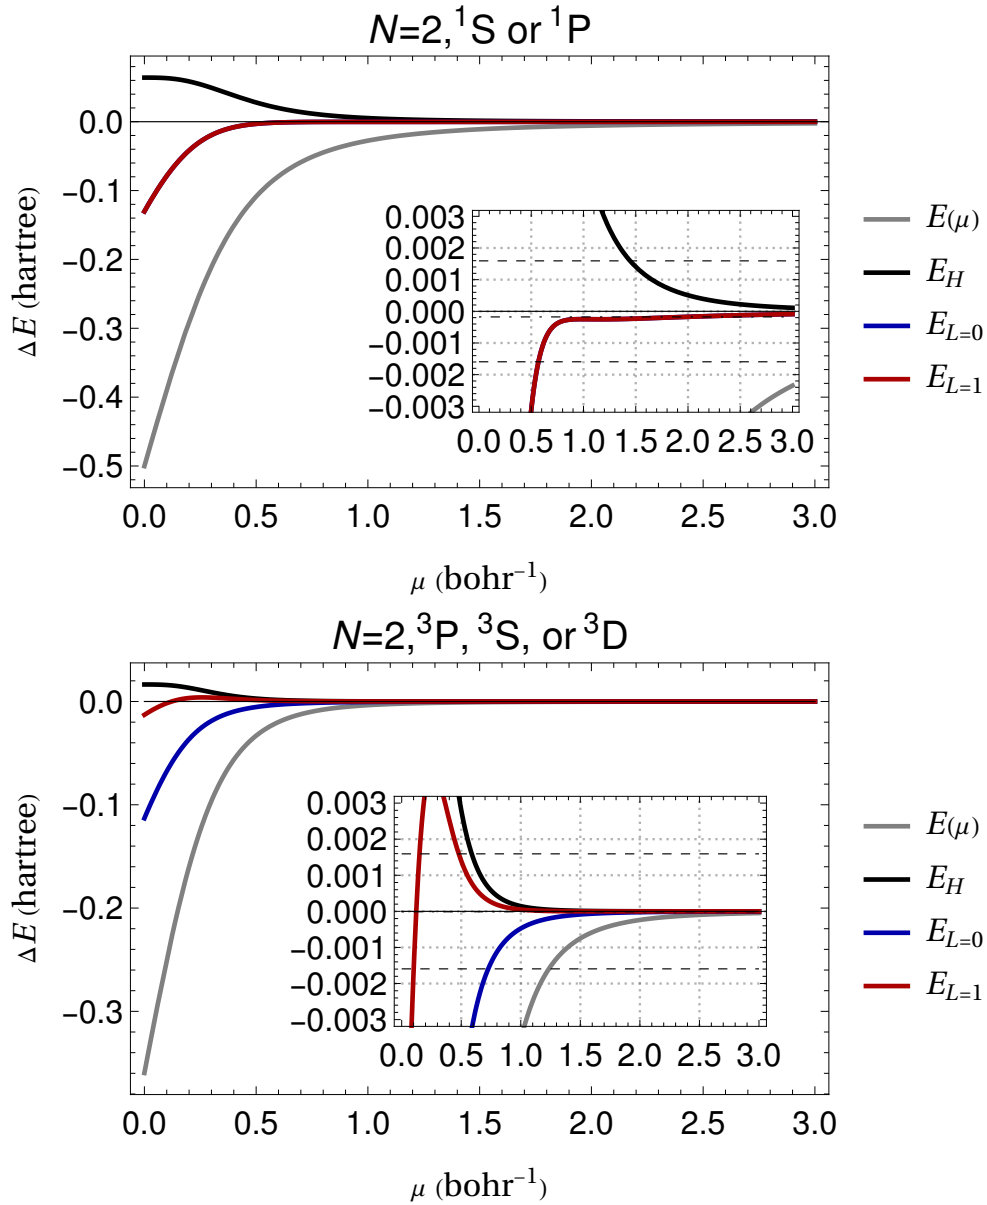 N=2,¹S or ¹P
0.0
−0.1
−0.2
−0.3
−0.4
−0.5
ΔE (hartree)
0.003
0.002
0.001
0.000
−0.001
−0.002
−0.003
0.0 0.5 1.0 1.5 2.0 2.5 3.0
E(μ)
E_H
E_{L=0}
E_{L=1}
0.0 0.5 1.0 1.5 2.0 2.5 3.0
μ (bohr⁻¹)
N=2,³P, ³S, or ³D
0.0
−0.1
−0.2
−0.3
ΔE (hartree)
0.003
0.002
0.001
0.000
−0.001
−0.002
−0.003
0.0 0.5 1.0 1.5 2.0 2.5 3.0
E(μ)
E_H
E_{L=0}
E_{L=1}
0.0 0.5 1.0 1.5 2.0 2.5 3.0
μ (bohr⁻¹)